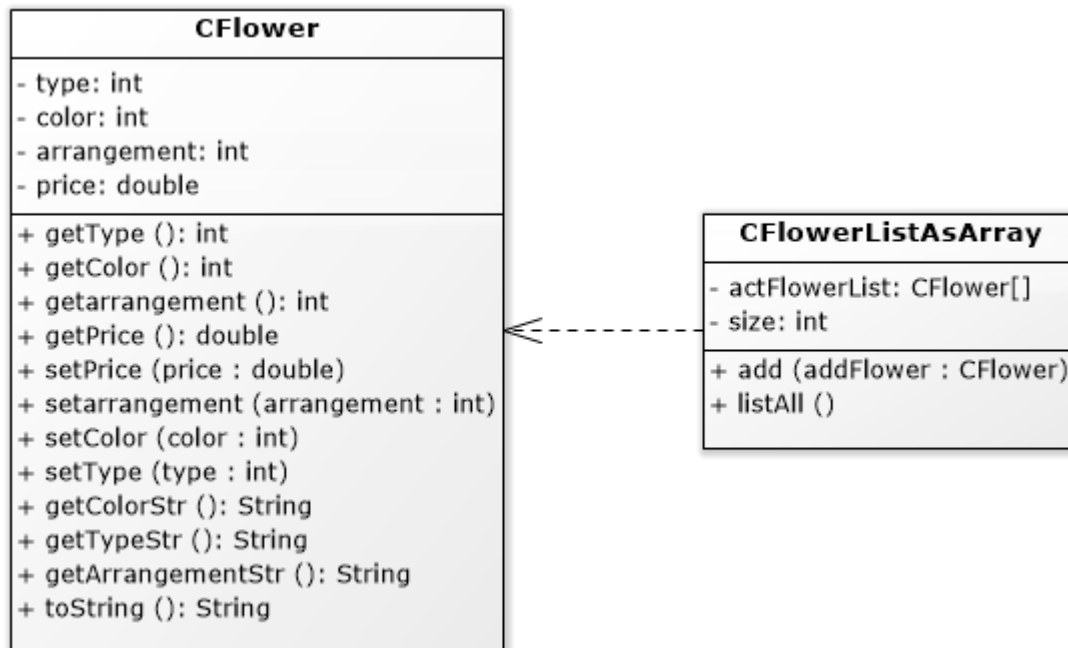 CFlower
- type: int
- color: int
- arrangement: int
- price: double
+ getType (): int
+ getColor (): int
+ getarrangement (): int
+ getPrice (): double
+ setPrice (price : double)
+ setarrangement (arrangement : int)
+ setColor (color : int)
+ setType (type : int)
+ getColorStr (): String
+ getTypeStr (): String
+ getArrangementStr (): String
+ toString (): String
CFlowerListAsArray
- actFlowerList: CFlower[]
- size: int
+ add (addFlower : CFlower)
+ listAll ()